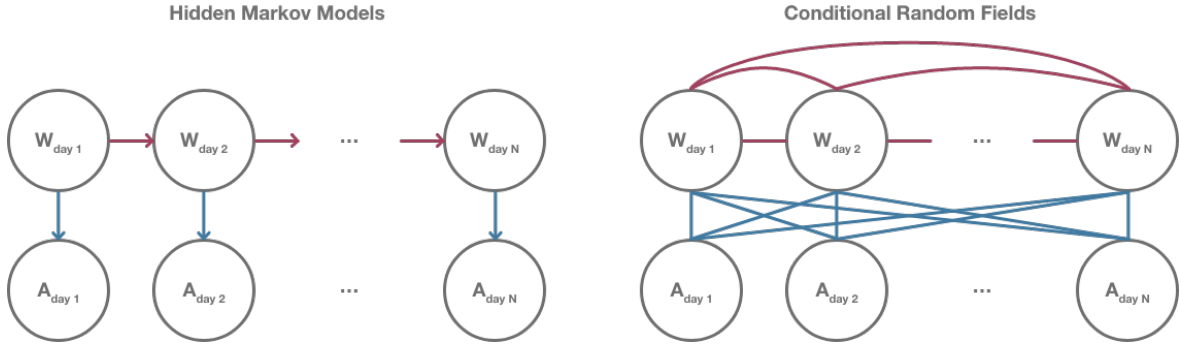 Hidden Markov Models
Conditional Random Fields
W day 1
W day 2
...
W day N
W day 1
W day 2
...
W day N
A day 1
A day 2
...
A day N
A day 1
A day 2
...
A day N